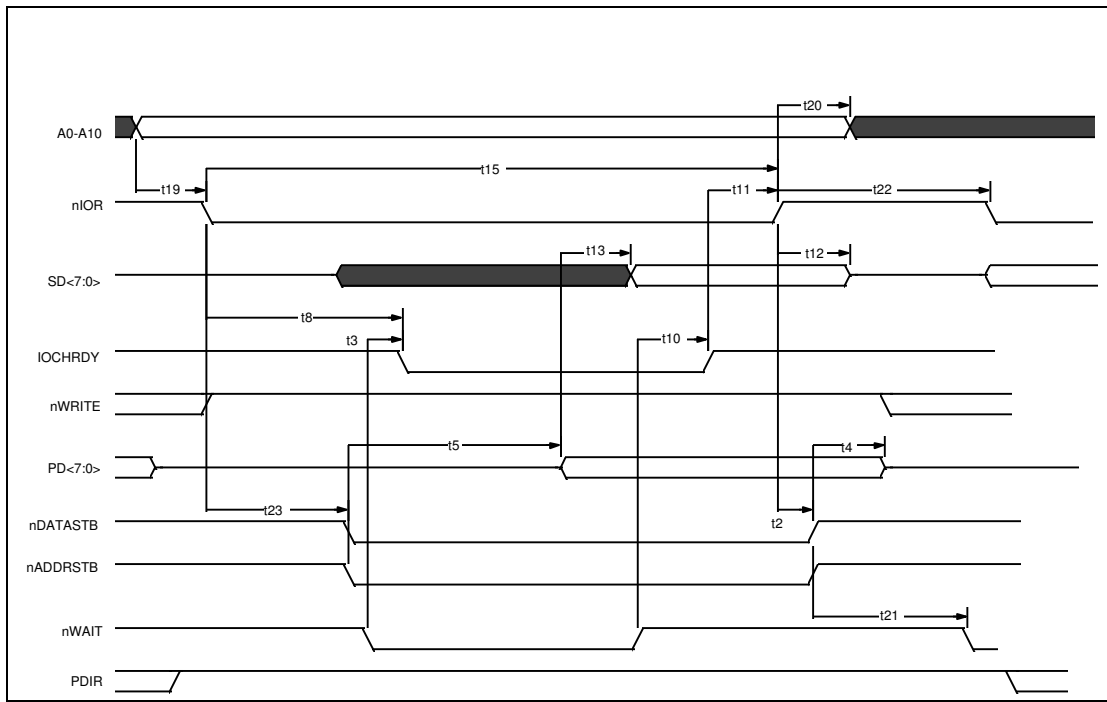 t20
A0-A10
t15
t19
t11
t22
nIOR
t13
t12
SD<7:0>
t8
t3
t10
IOCHRDY
nWRITE
t5
t4
PD<7:0>
t23
t2
nDATASTB
nADDRSTB
t21
nWAIT
PDIR